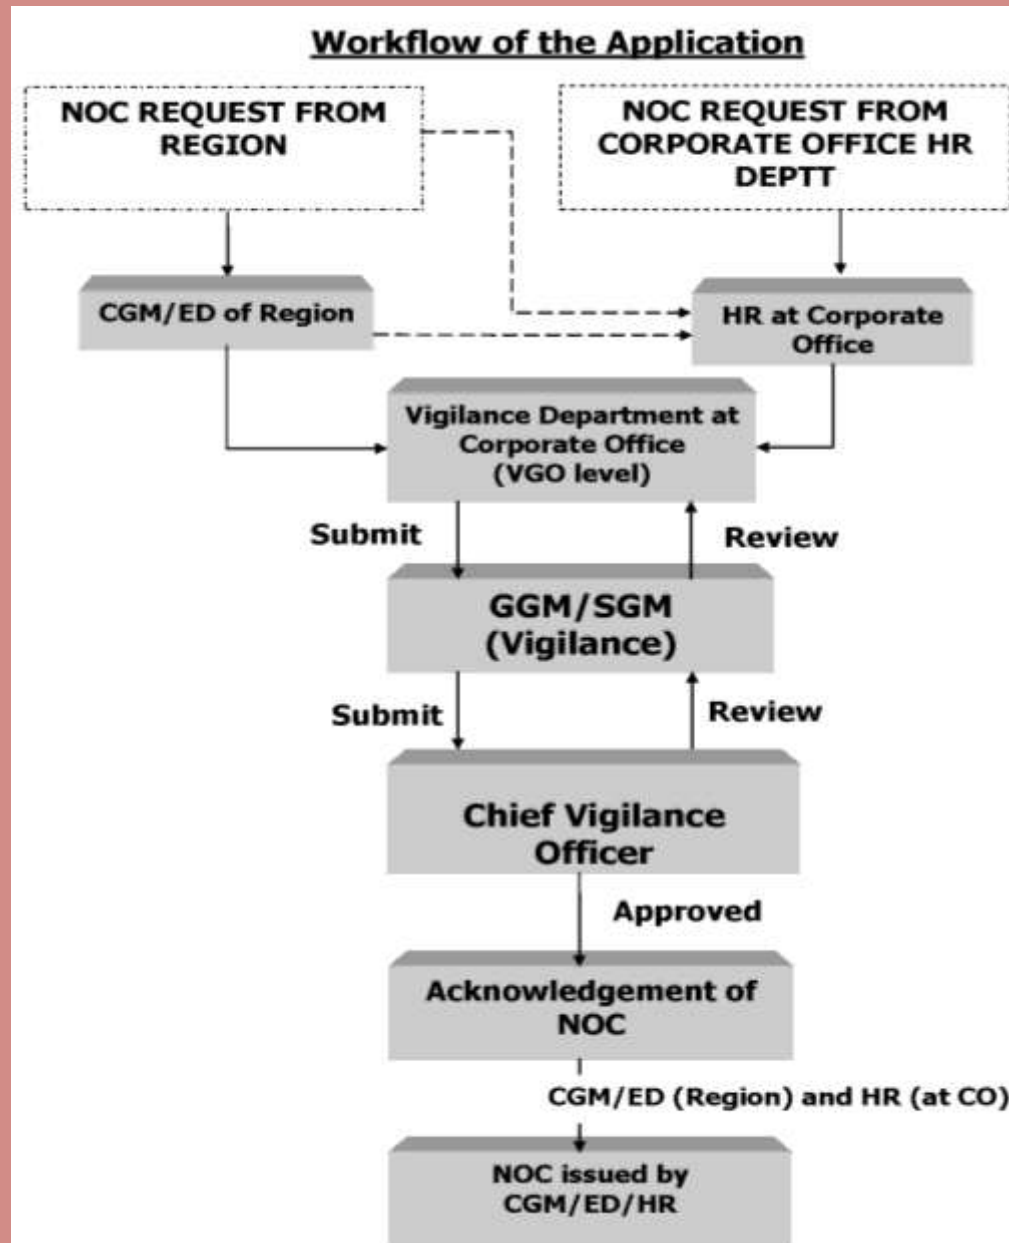 Workflow of the Application
NOC REQUEST FROM
REGION
NOC REQUEST FROM
CORPORATE OFFICE HR
DEPTT
CGM/ED of Region
HR at Corporate
Office
Vigilance Department at
Corporate Office
(VGO level)
Submit
Review
GGM/SGM
(Vigilance)
Submit
Review
Chief Vigilance
Officer
Approved
Acknowledgement of
NOC
CGM/ED (Region) and HR (at CO)
NOC issued by
CGM/ED/HR